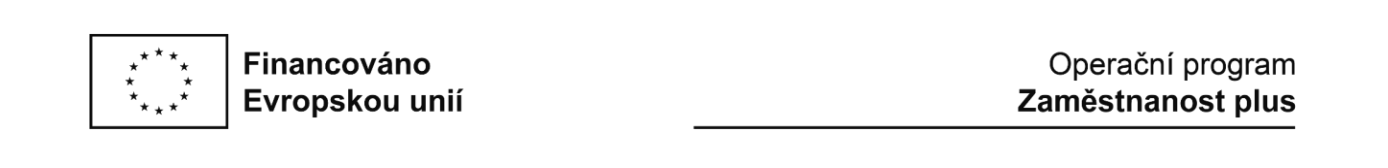 Financováno
Evropskou unií
Operační program
Zaměstnanost plus